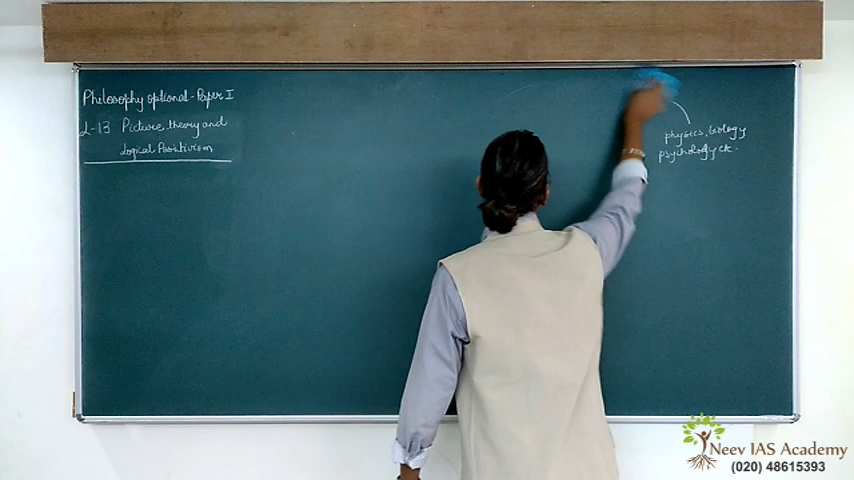 Philosophy optional - Paper I
L-13 Picture theory and
Logical Positivism
physics, biology
psychology etc.
Neev IAS Academy
(020) 48615393